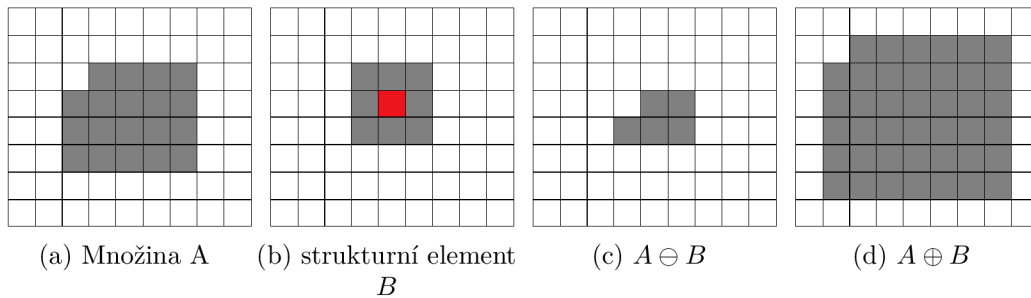 (a) Množina A
(b) strukturní element
B
(c) A ⊖ B
(d) A ⊕ B